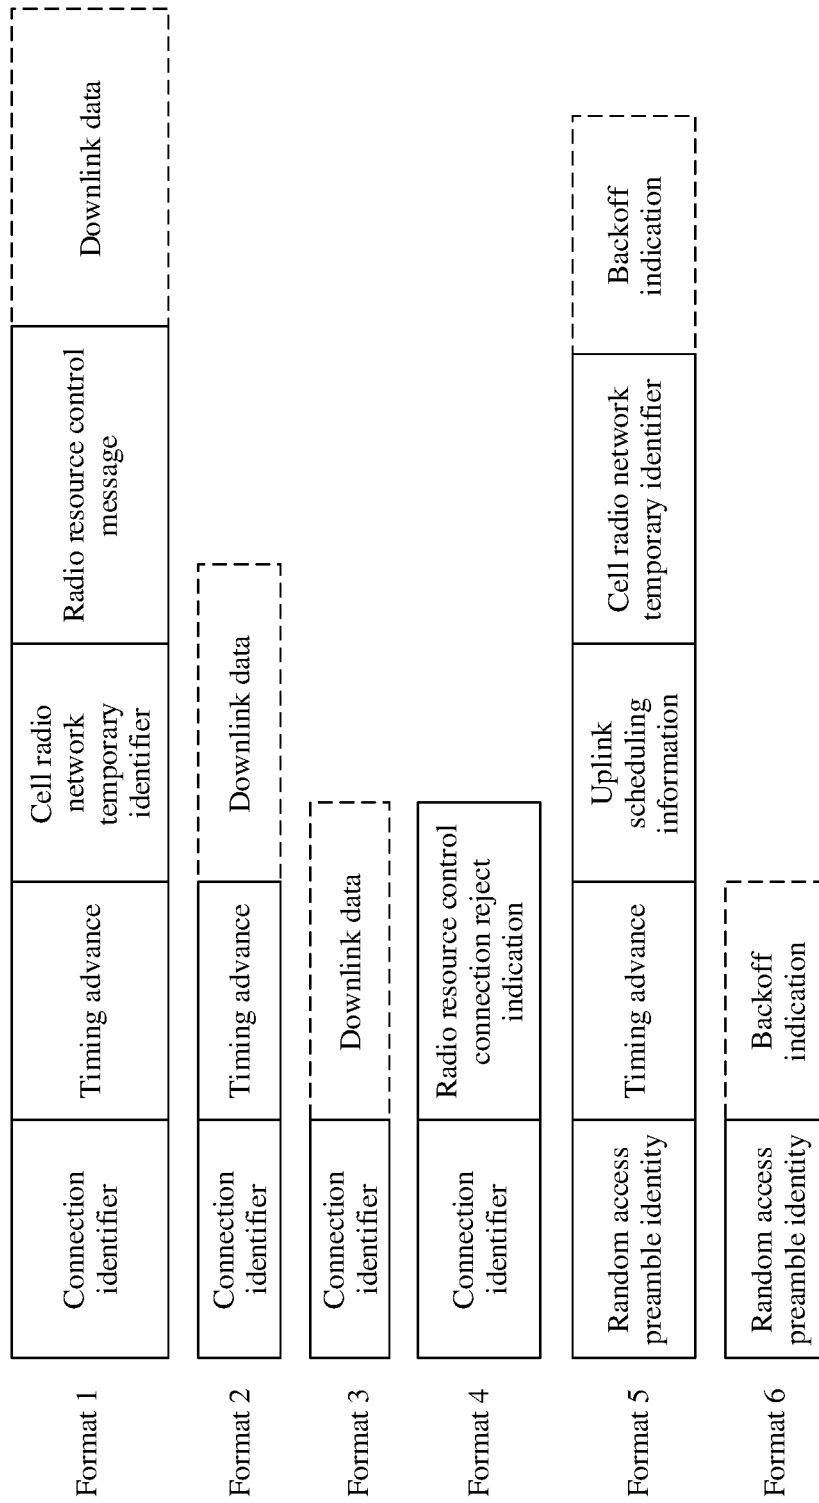 Format 1
Connection
identifier
Timing advance
Cell radio
network
temporary
identifier
Radio resource control
message
Downlink data
Format 2
Connection
identifier
Timing advance
Downlink data
Format 3
Connection
identifier
Downlink data
Format 4
Connection
identifier
Radio resource control
connection reject
indication
Format 5
Random access
preamble identity
Timing advance
Uplink
scheduling
information
Cell radio network
temporary identifier
Backoff
indication
Format 6
Random access
preamble identity
Backoff
indication